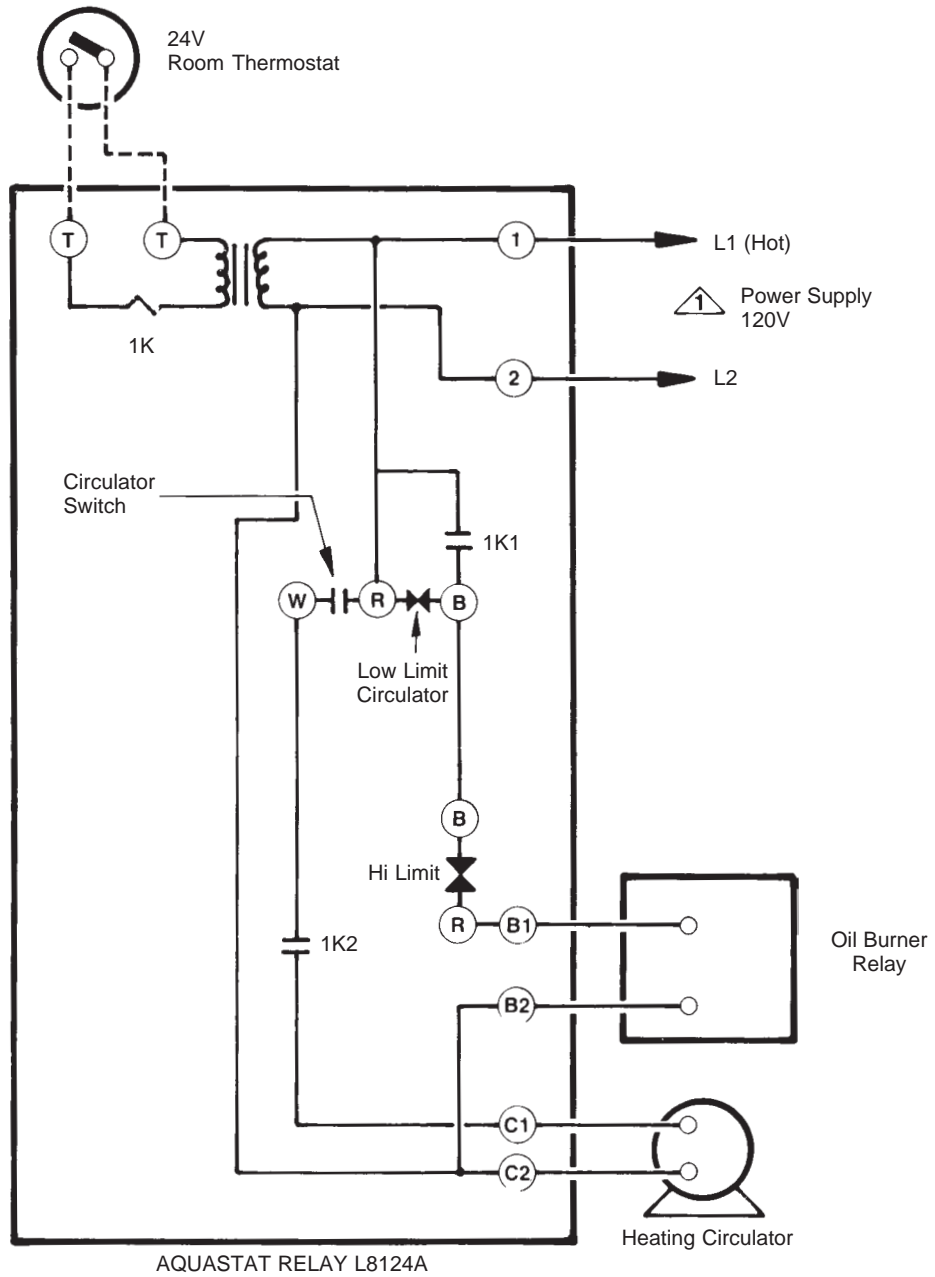 24V
Room Thermostat
T
T
1
L1 (Hot)
1K
1
Power Supply
120V
2
L2
Circulator
Switch
1K1
W
R
B
Low Limit
Circulator
B
Hi Limit
R
B1
Oil Burner
Relay
1K2
B2
C1
C2
Heating Circulator
AQUASTAT RELAY L8124A